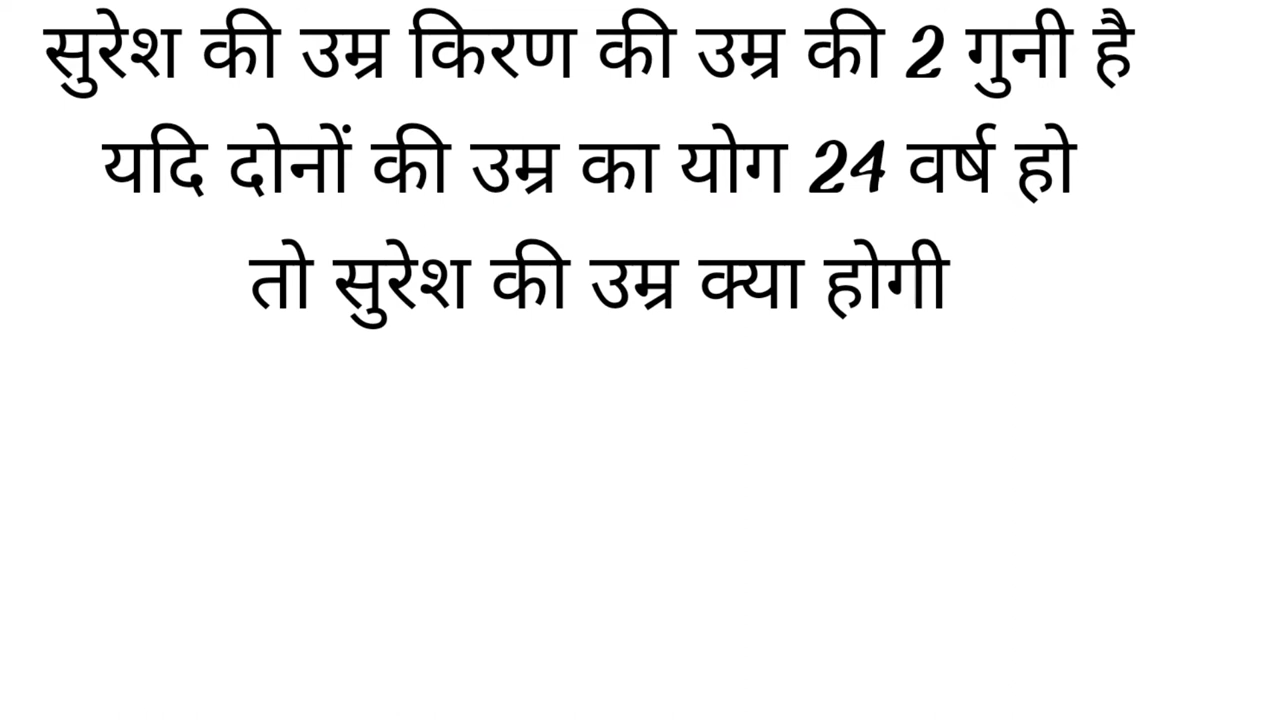 सुरेश की उम्र किरण की उम्र की 2 गुनी है
यदि दोनों की उम्र का योग 24 वर्ष हो
तो सुरेश की उम्र क्या होगी